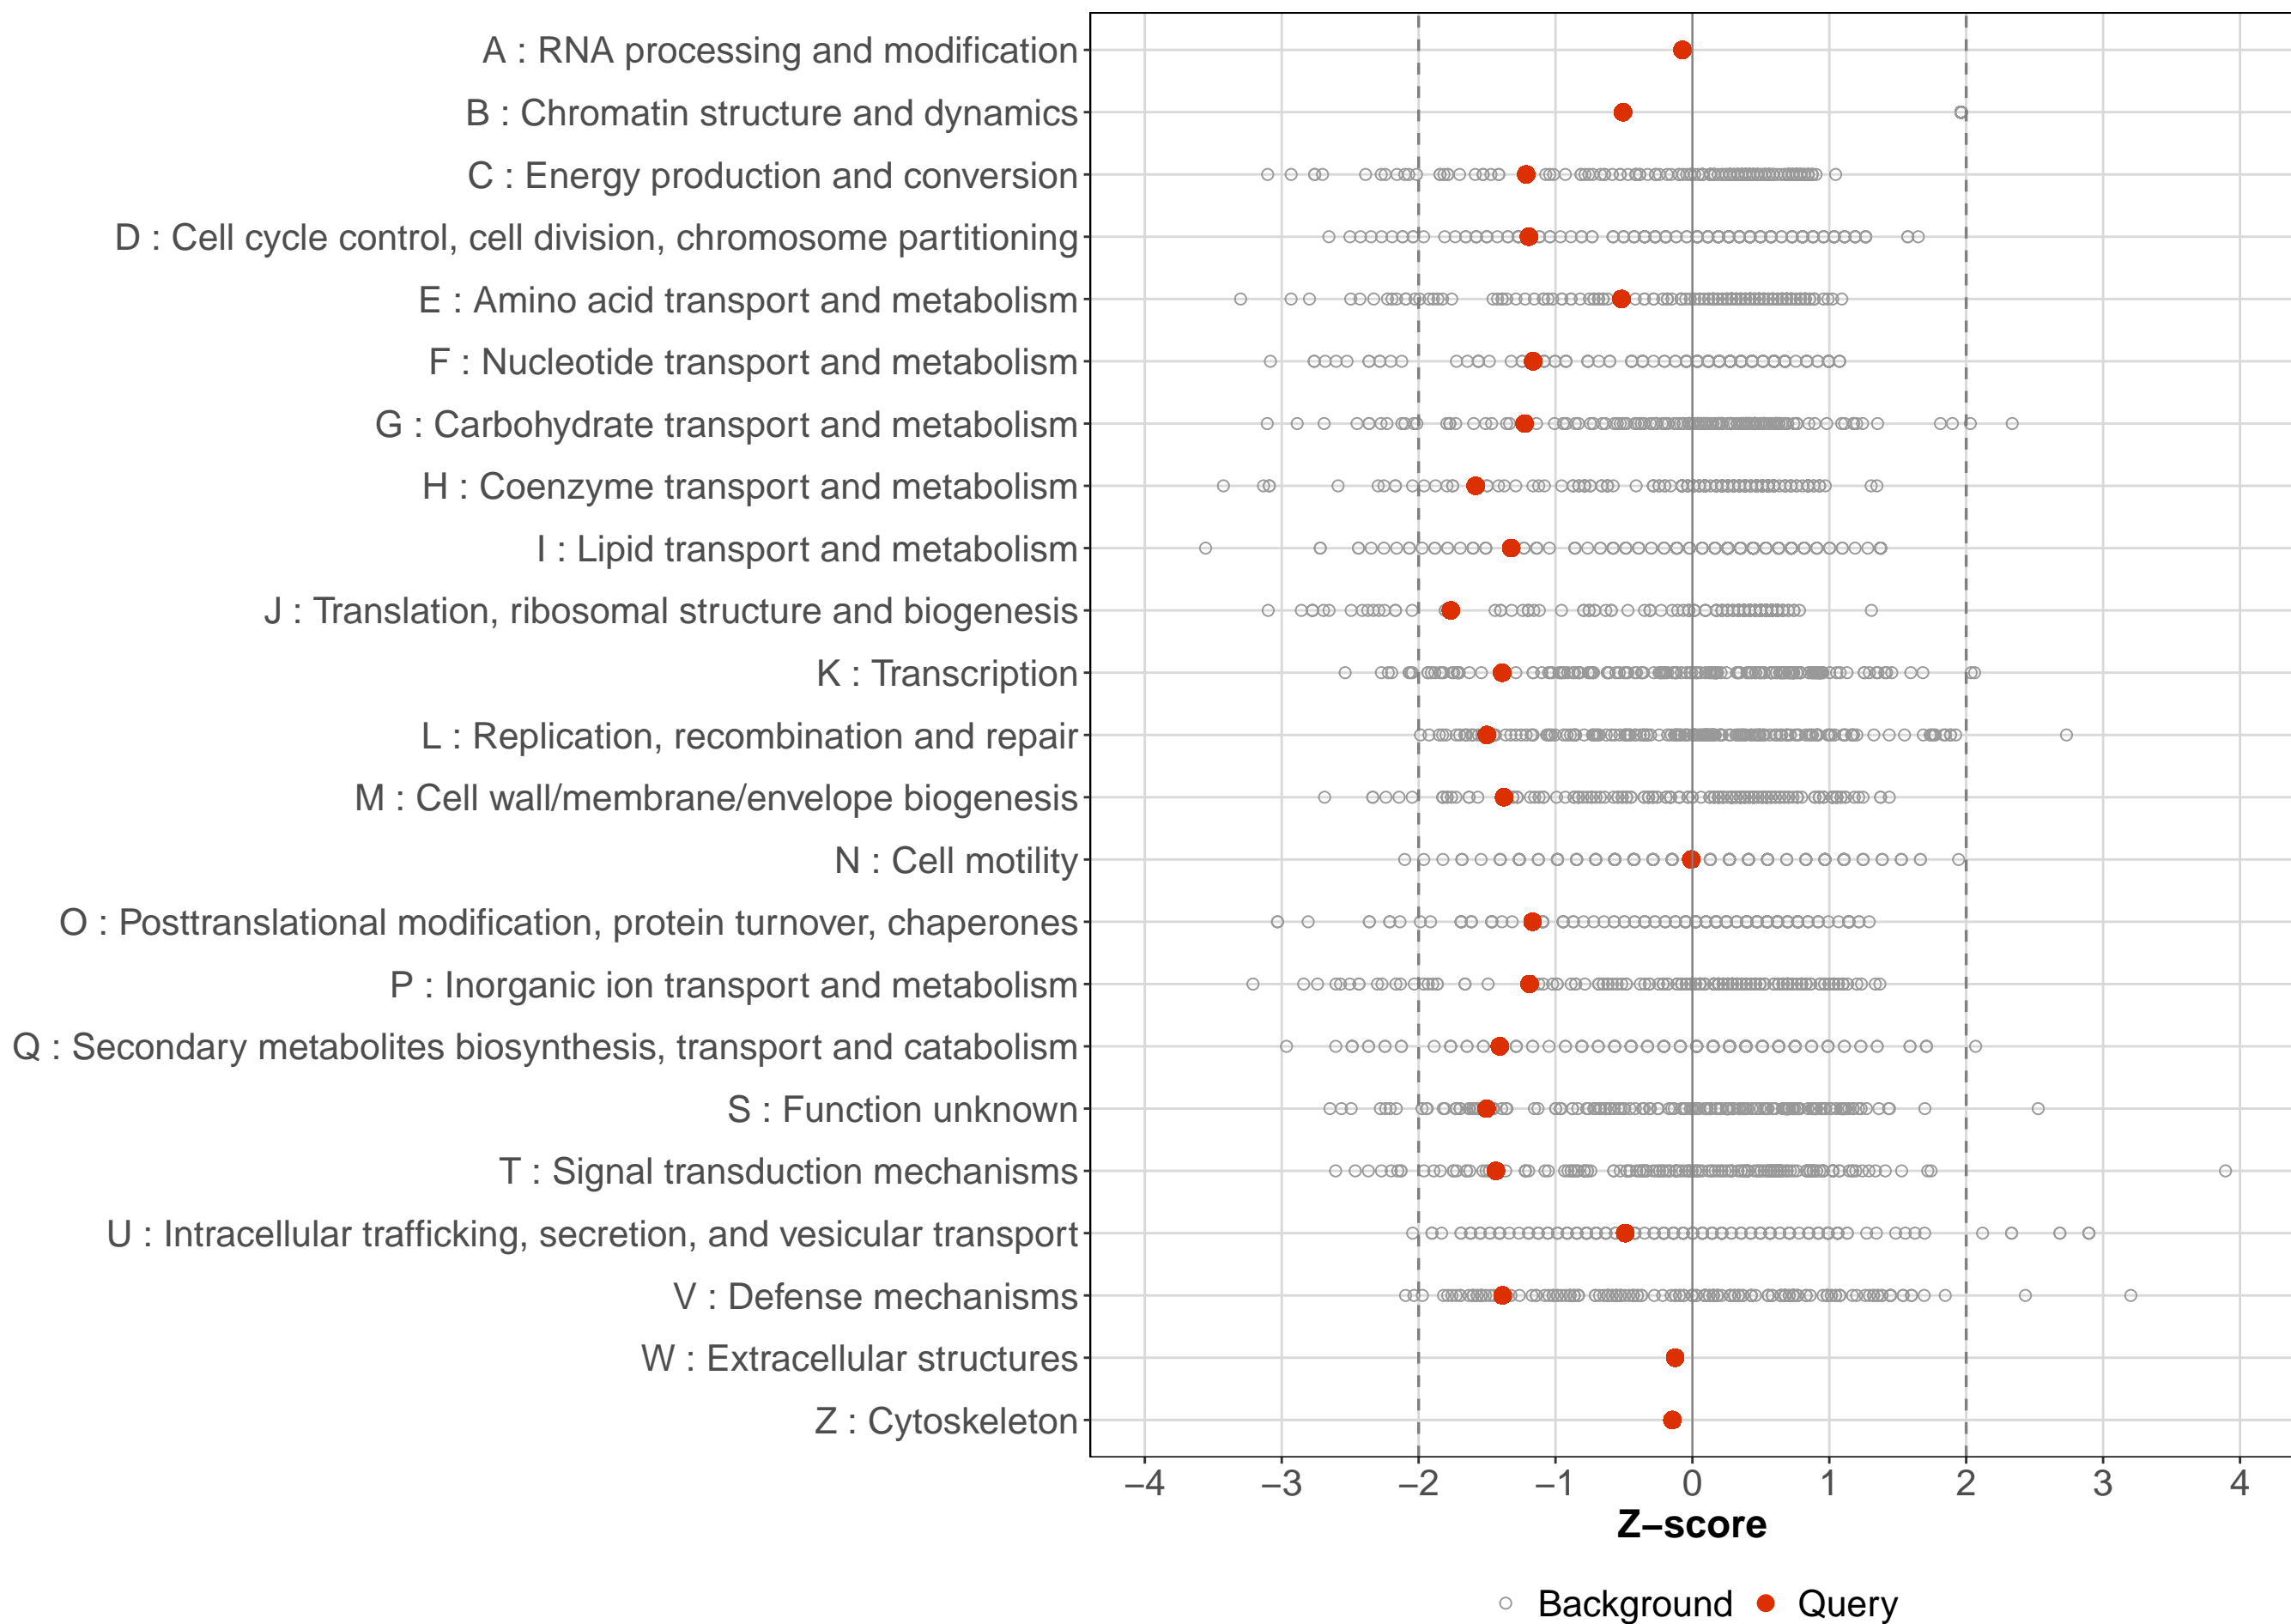 A : RNA processing and modification
B : Chromatin structure and dynamics
C : Energy production and conversion
D : Cell cycle control, cell division, chromosome partitioning
E : Amino acid transport and metabolism
F : Nucleotide transport and metabolism
G : Carbohydrate transport and metabolism
H : Coenzyme transport and metabolism
I : Lipid transport and metabolism
J : Translation, ribosomal structure and biogenesis
K : Transcription
L : Replication, recombination and repair
M : Cell wall/membrane/envelope biogenesis
N : Cell motility
O : Posttranslational modification, protein turnover, chaperones
P : Inorganic ion transport and metabolism
Q : Secondary metabolites biosynthesis, transport and catabolism
S : Function unknown
T : Signal transduction mechanisms
U : Intracellular trafficking, secretion, and vesicular transport
V : Defense mechanisms
W : Extracellular structures
Z : Cytoskeleton
−4 −3 −2 −1 0 1 2 3 4
Z−score
Background Query